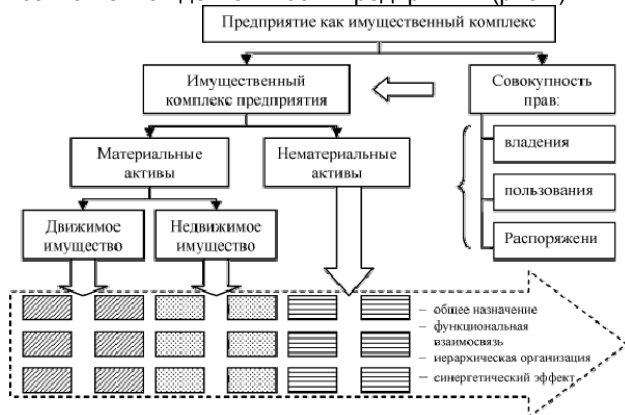 Предприятие как имущественный комплекс
Имущественный
комплекс предприятия
Совокупность
прав:
Материальные
активы
Нематериальные
активы
владения
пользования
Распоряжени
Движимое
имущество
Недвижимое
имущество
– общее назначение
– функциональная
взаимосвязь
– иерархическая организация
– синергетический эффект